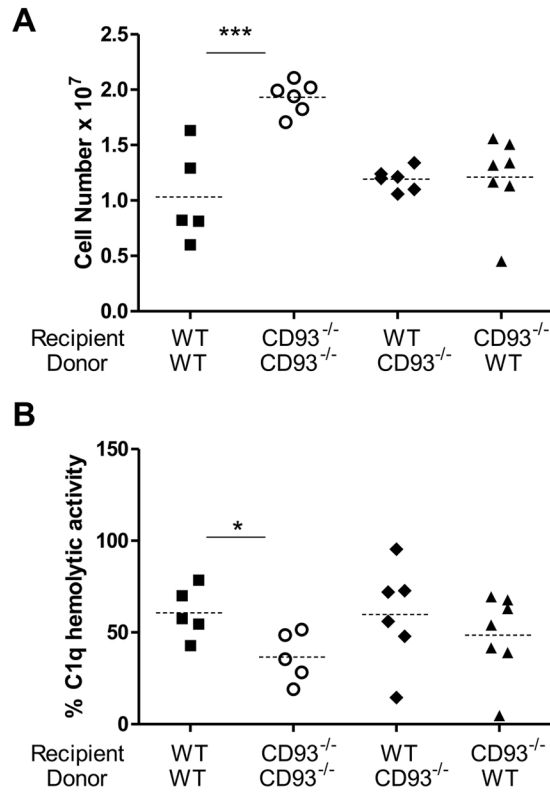 A
***
2.5
2.0
1.5
1.0
0.5
0.0
Cell Number x 10⁷
Recipient WT CD93⁻/⁻ WT CD93⁻/⁻
Donor WT CD93⁻/⁻ CD93⁻/⁻ WT
B
*
150
100
50
0
% C1q hemolytic activity
Recipient WT CD93⁻/⁻ WT CD93⁻/⁻
Donor WT CD93⁻/⁻ CD93⁻/⁻ WT